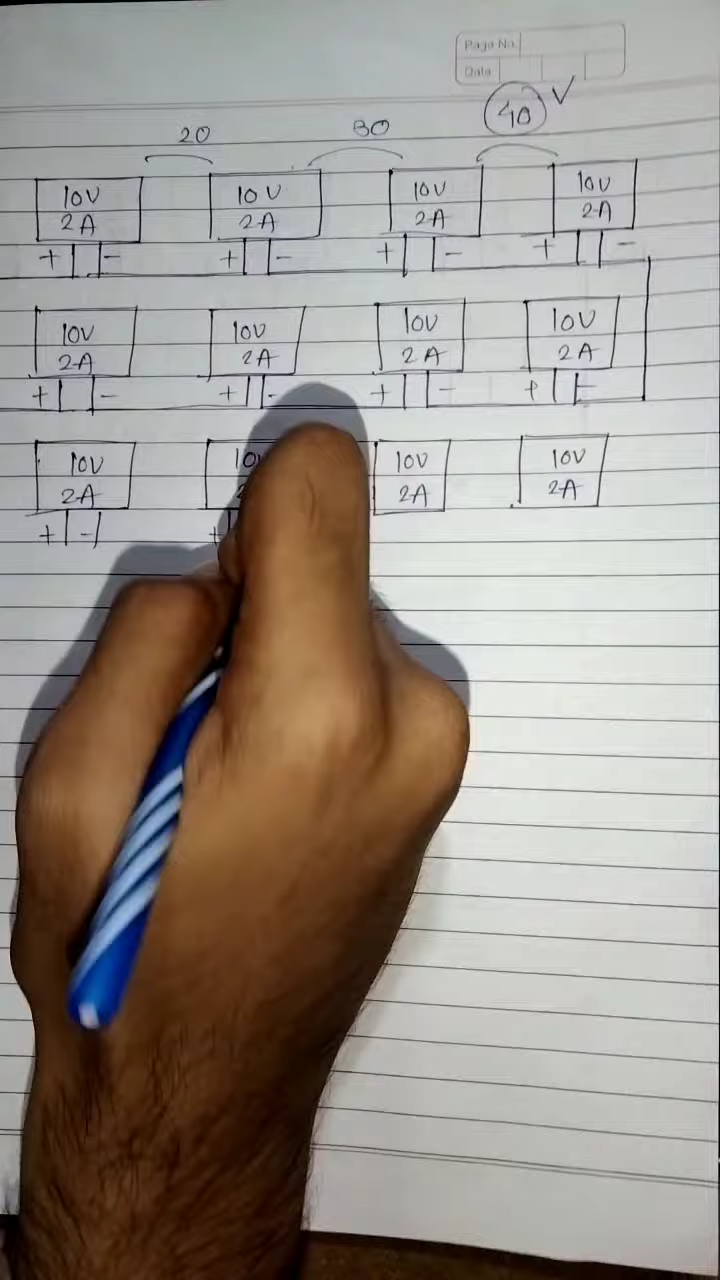 Page No.
Date
20 30 40 V
10V 10V 10V 10V
2A 2A 2A 2A
+ - + - + - + -
10V 10V 10V 10V
2A 2A 2A 2A
+ - + - + - + -
10V 10V 10V
2A 2A 2A
+ - +